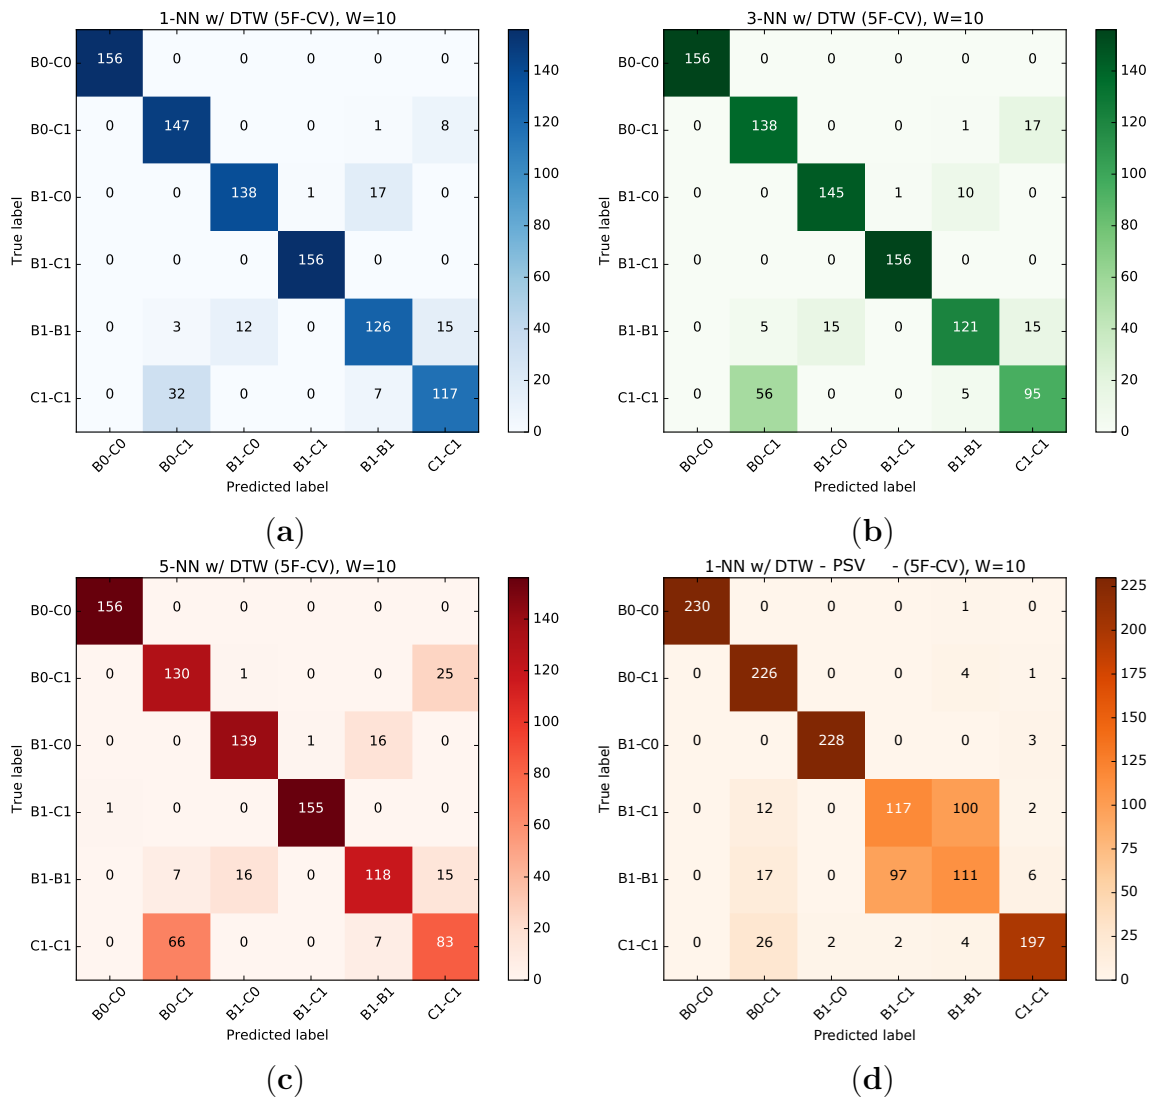 1-NN w/ DTW (5F-CV), W=10
B0-C0 156 0 0 0 0 0
B0-C1 0 147 0 0 1 8
B1-C0 0 0 138 1 17 0
B1-C1 0 0 0 156 0 0
B1-B1 0 3 12 0 126 15
C1-C1 0 32 0 0 7 117
True label
B0-C0 B0-C1 B1-C0 B1-C1 B1-B1 C1-C1
Predicted label
140
120
100
80
60
40
20
0
(a)
3-NN w/ DTW (5F-CV), W=10
B0-C0 156 0 0 0 0 0
B0-C1 0 138 0 0 1 17
B1-C0 0 0 145 1 10 0
B1-C1 0 0 0 156 0 0
B1-B1 0 5 15 0 121 15
C1-C1 0 56 0 0 5 95
True label
B0-C0 B0-C1 B1-C0 B1-C1 B1-B1 C1-C1
Predicted label
140
120
100
80
60
40
20
0
(b)
5-NN w/ DTW (5F-CV), W=10
B0-C0 156 0 0 0 0 0
B0-C1 0 130 1 0 0 25
B1-C0 0 0 139 1 16 0
B1-C1 1 0 0 155 0 0
B1-B1 0 7 16 0 118 15
C1-C1 0 66 0 0 7 83
True label
B0-C0 B0-C1 B1-C0 B1-C1 B1-B1 C1-C1
Predicted label
140
120
100
80
60
40
20
0
(c)
1-NN w/ DTW - PSV - (5F-CV), W=10
B0-C0 230 0 0 0 1 0
B0-C1 0 226 0 0 4 1
B1-C0 0 0 228 0 0 3
B1-C1 0 12 0 117 100 2
B1-B1 0 17 0 97 111 6
C1-C1 0 26 2 2 4 197
True label
B0-C0 B0-C1 B1-C0 B1-C1 B1-B1 C1-C1
Predicted label
225
200
175
150
125
100
75
50
25
0
(d)